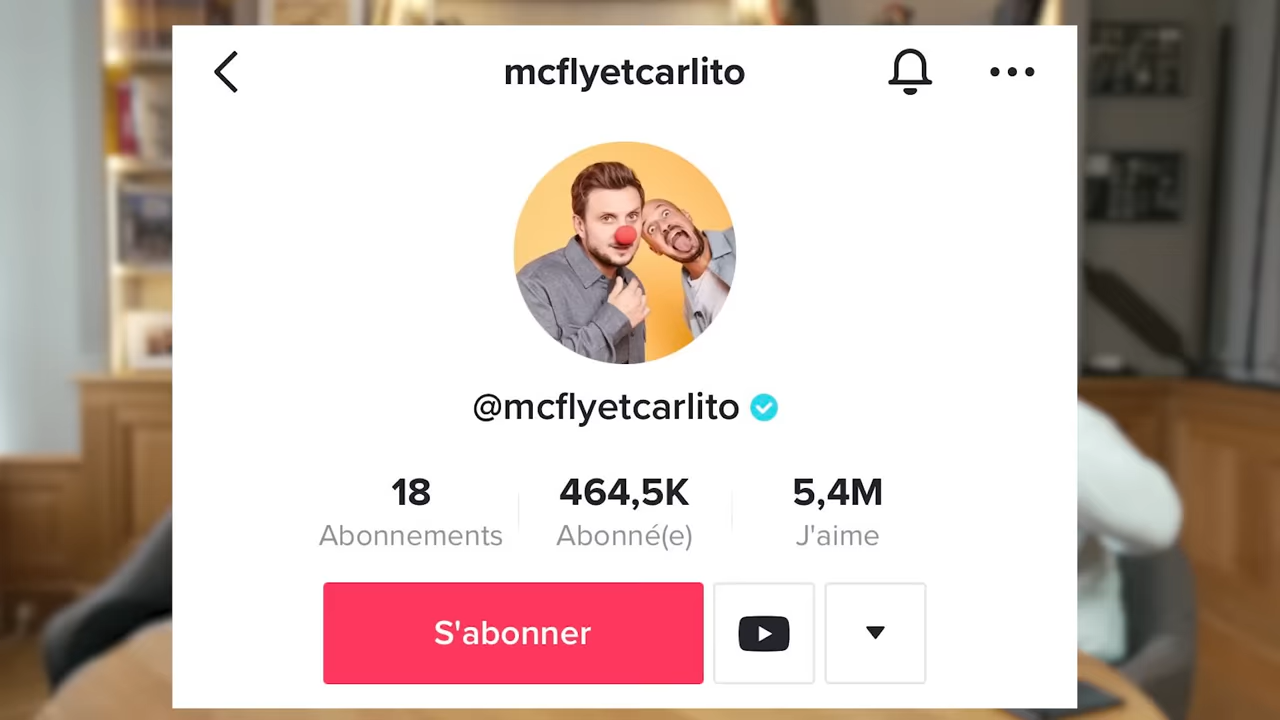 mcflyetcarlito
@mcflyetcarlito
18 464,5K 5,4M
Abonnements Abonné(e) J'aime
S'abonner